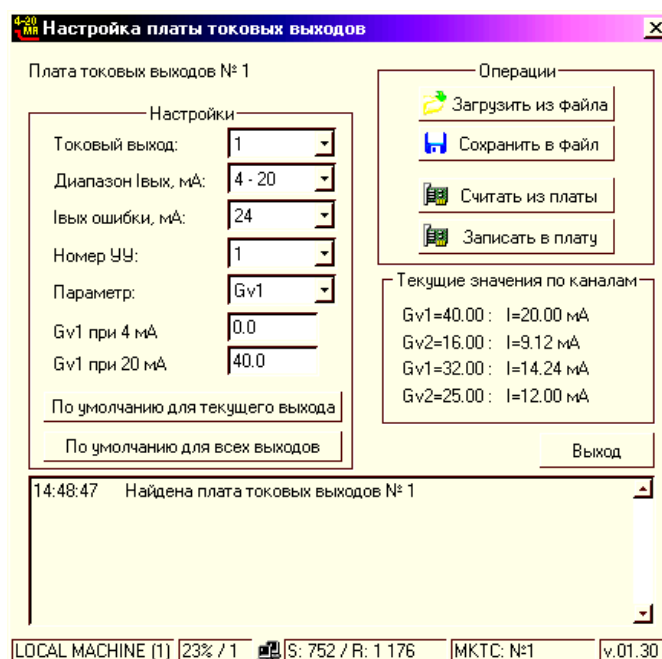 4-20
МА
Настройка платы токовых выходов
Плата токовых выходов № 1
Настройки
Токовый выход:
1
Диапазон Iвых, мА:
4 - 20
Iвых ошибки, мА:
24
Номер УУ:
1
Параметр:
Gv1
Gv1 при 4 мА
0.0
Gv1 при 20 мА
40.0
По умолчанию для текущего выхода
По умолчанию для всех выходов
Операции
Загрузить из файла
Сохранить в файл
Считать из платы
Записать в плату
Текущие значения по каналам
Gv1=40.00 : I=20.00 мА
Gv2=16.00 : I=9.12 мА
Gv1=32.00 : I=14.24 мА
Gv2=25.00 : I=12.00 мА
Выход
14:48:47 Найдена плата токовых выходов № 1
LOCAL MACHINE (1) 23% / 1 S: 752 / R: 1 176 МКТС: №1 v.01.30